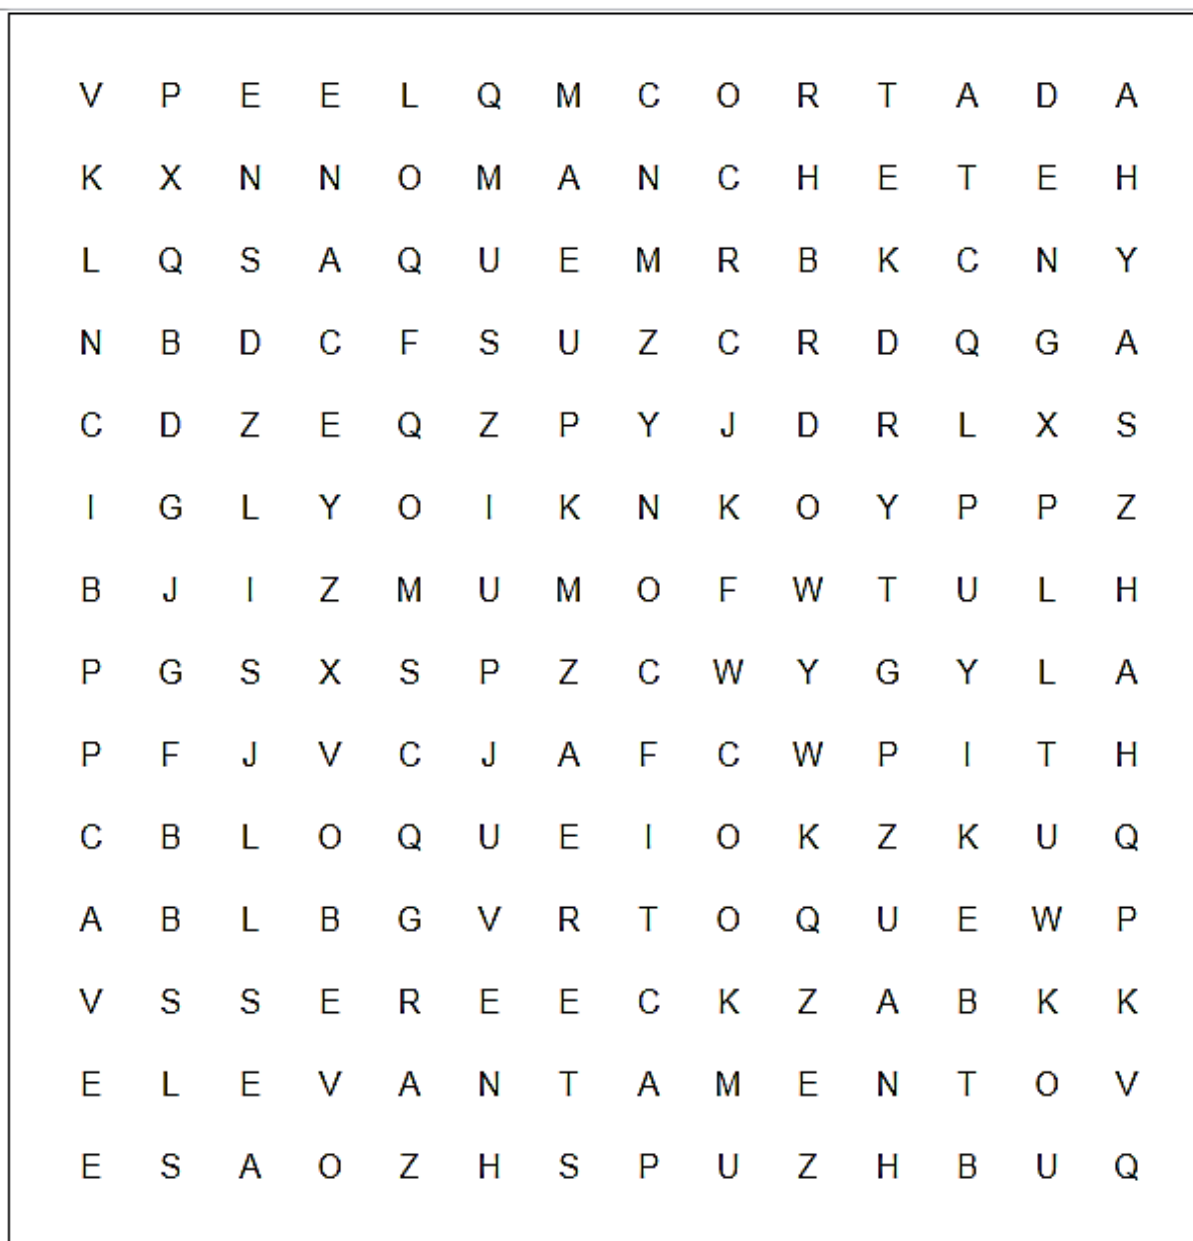 V P E E L Q M C O R T A D A
K X N N O M A N C H E T E H
L Q S A Q U E M R B K C N Y
N B D C F S U Z C R D Q G A
C D Z E Q Z P Y J D R L X S
I G L Y O I K N K O Y P P Z
B J I Z M U M O F W T U L H
P G S X S P Z C W Y G Y L A
P F J V C J A F C W P I T H
C B L O Q U E I O K Z K U Q
A B L B G V R T O Q U E W P
V S S E R E E C K Z A B K K
E L E V A N T A M E N T O V
E S A O Z H S P U Z H B U Q